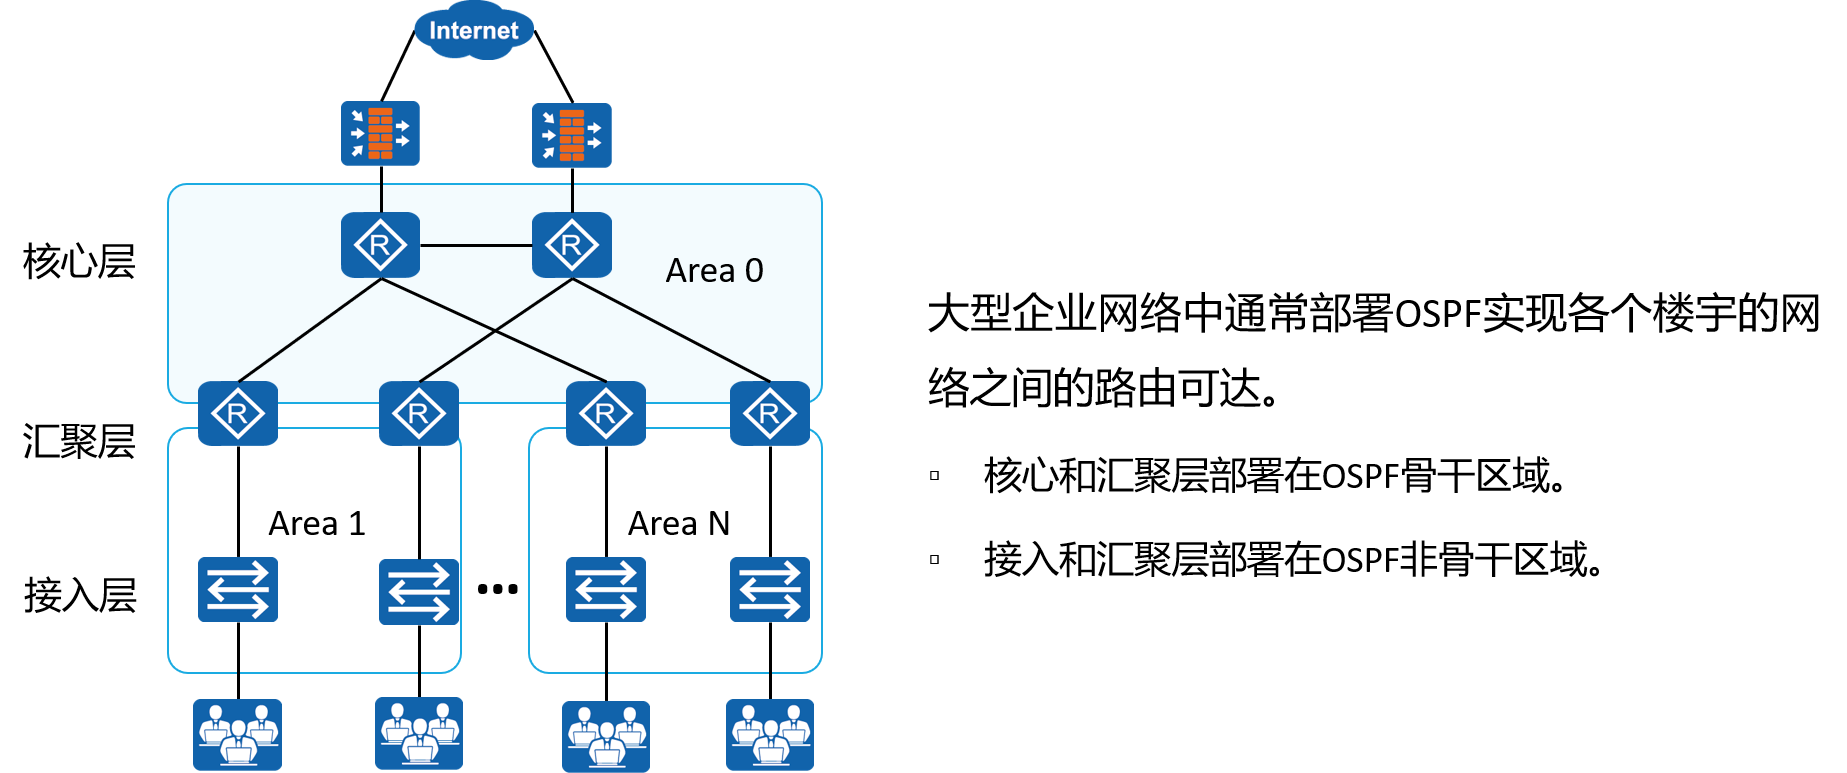 Internet
核心层
Area 0
汇聚层
Area 1
Area N
接入层
...
R
R
R
R
R
R
大型企业网络中通常部署OSPF实现各个楼宇的网
络之间的路由可达。
▫ 核心和汇聚层部署在OSPF骨干区域。
▫ 接入和汇聚层部署在OSPF非骨干区域。